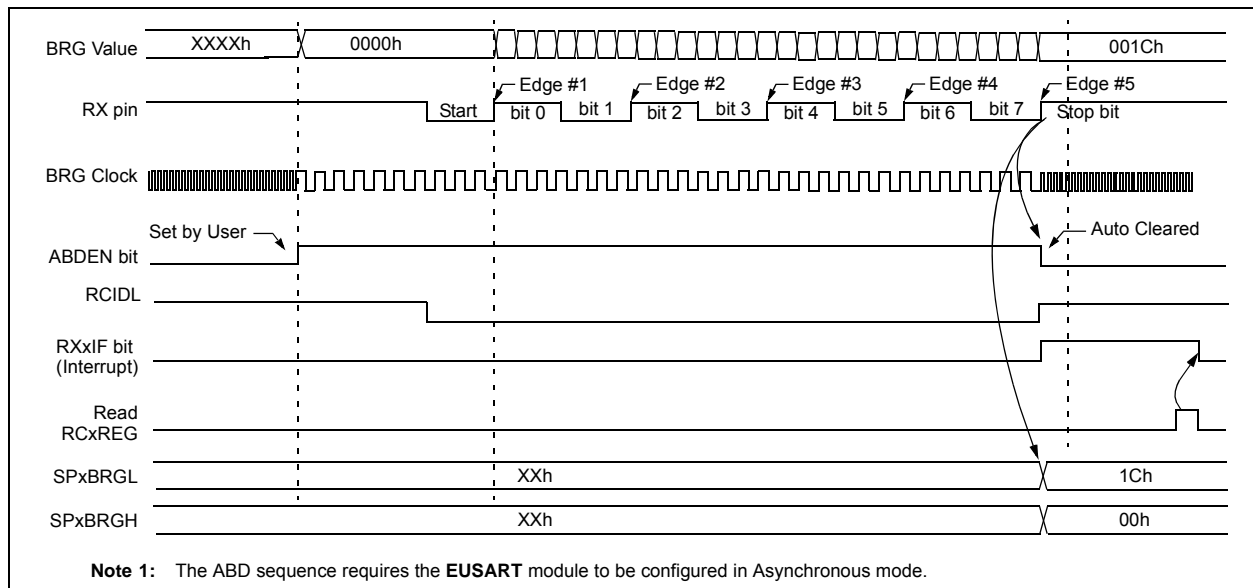 BRG Value XXXXh 0000h 001Ch
Edge #1 Edge #2 Edge #3 Edge #4 Edge #5
RX pin Start bit 0 bit 1 bit 2 bit 3 bit 4 bit 5 bit 6 bit 7 Stop bit
BRG Clock
Set by User Auto Cleared
ABDEN bit
RCIDL
RXxIF bit
(Interrupt)
Read
RCxREG
SPxBRGL XXh 1Ch
SPxBRGH XXh 00h
Note 1: The ABD sequence requires the EUSART module to be configured in Asynchronous mode.